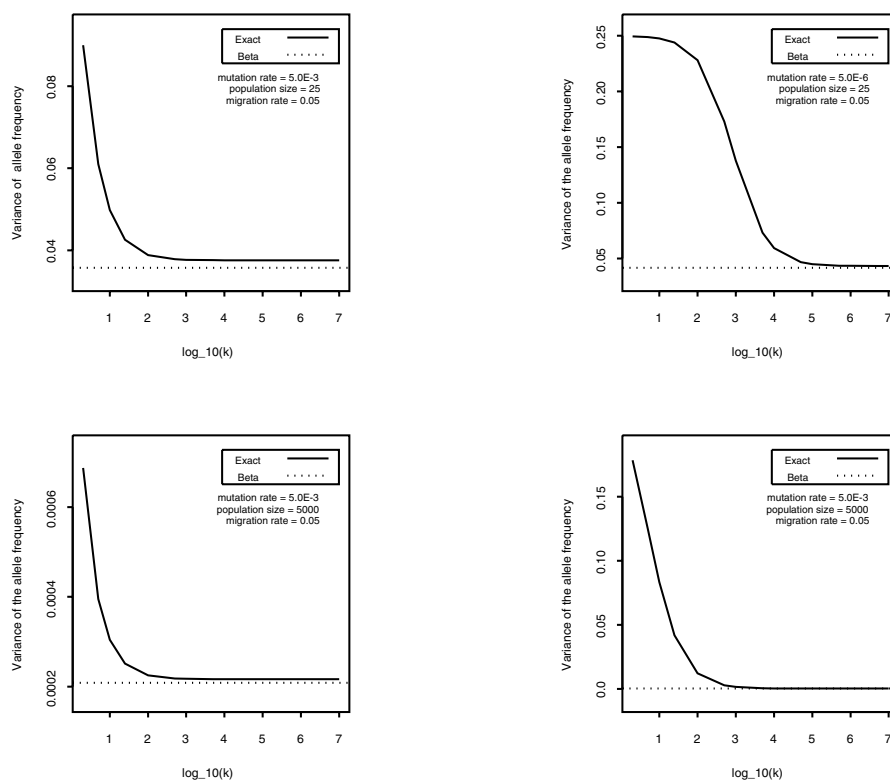 Exact
Beta
mutation rate = 5.0E-3
population size = 25
migration rate = 0.05
Variance of allele frequency
0.08
0.06
0.04
1 2 3 4 5 6 7
log_10(k)
Exact
Beta
mutation rate = 5.0E-6
population size = 25
migration rate = 0.05
Variance of the allele frequency
0.25
0.20
0.15
0.10
0.05
1 2 3 4 5 6 7
log_10(k)
Exact
Beta
mutation rate = 5.0E-3
population size = 5000
migration rate = 0.05
Variance of the allele frequency
0.0006
0.0004
0.0002
1 2 3 4 5 6 7
log_10(k)
Exact
Beta
mutation rate = 5.0E-3
population size = 5000
migration rate = 0.05
Variance of the allele frequency
0.15
0.10
0.05
0.0
1 2 3 4 5 6 7
log_10(k)